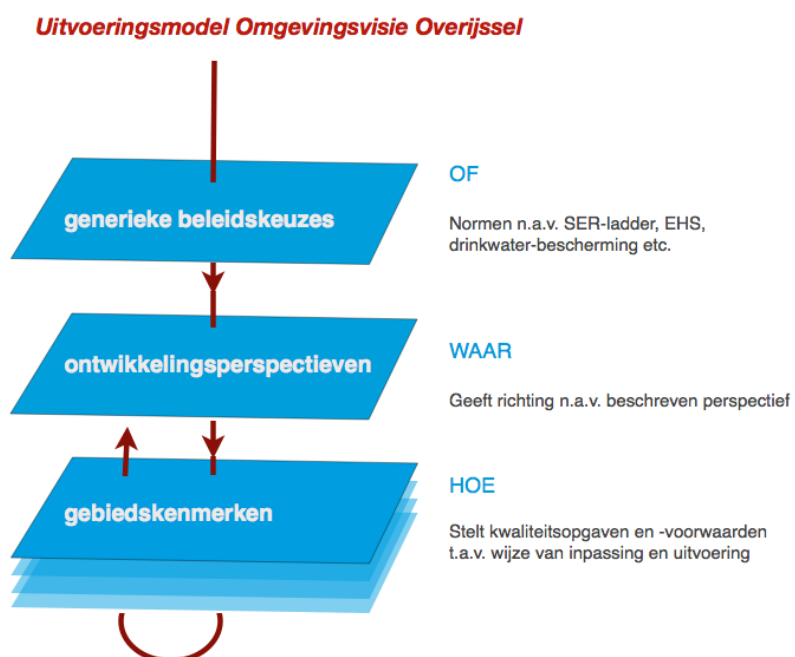 Uitvoeringsmodel Omgevingsvisie Overijssel
generieke beleidskeuzes
OF
Normen n.a.v. SER-ladder, EHS,
drinkwater-bescherming etc.
ontwikkelingsperspectieven
WAAR
Geeft richting n.a.v. beschreven perspectief
gebiedskenmerken
HOE
Stelt kwaliteitsopgaven en -voorwaarden
t.a.v. wijze van inpassing en uitvoering